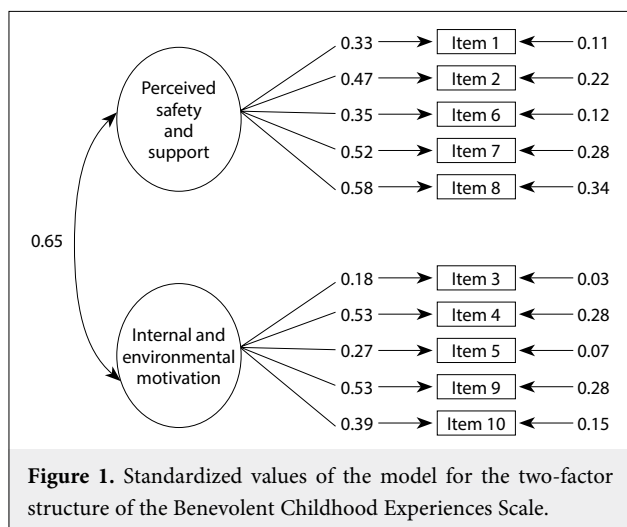 0.33 Item 1 0.11
Perceived
safety
and
support
0.47 Item 2 0.22
0.35 Item 6 0.12
0.52 Item 7 0.28
0.58 Item 8 0.34
0.65
0.18 Item 3 0.03
Internal and
environmental
motivation
0.53 Item 4 0.28
0.27 Item 5 0.07
0.53 Item 9 0.28
0.39 Item 10 0.15
Figure 1. Standardized values of the model for the two-factor
structure of the Benevolent Childhood Experiences Scale.